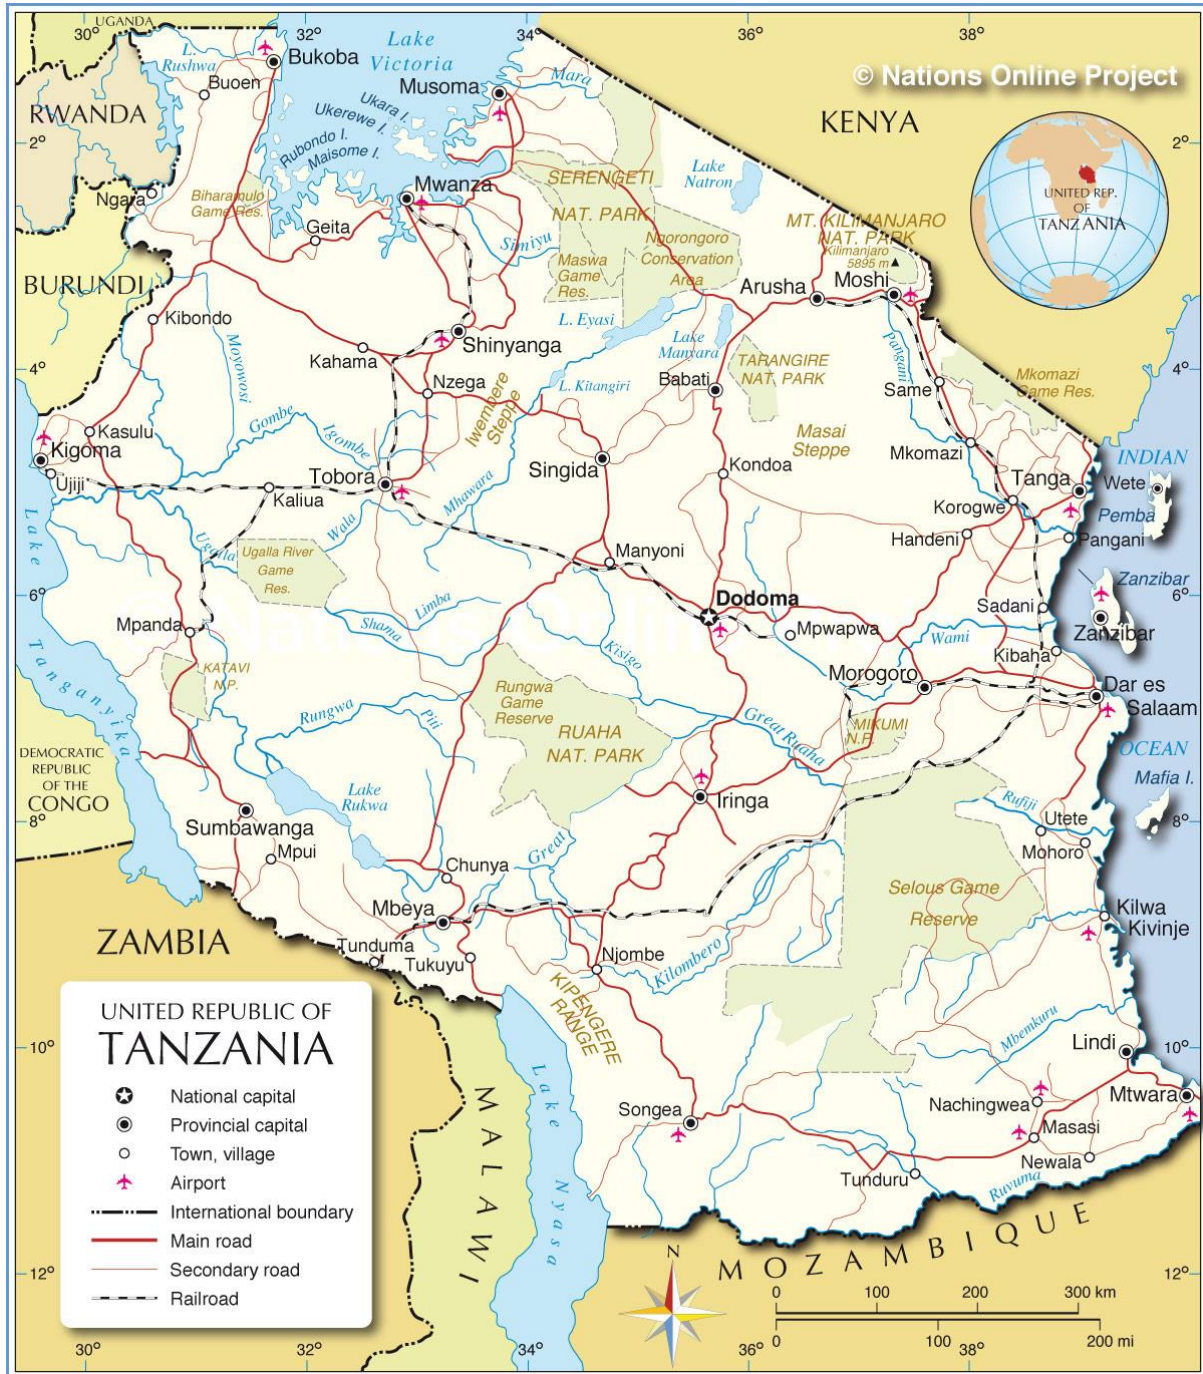 30°
UGANDA
32°
34°
36°
38°
© Nations Online Project
L.
Rushwa
Bukoba
Lake
Victoria
Buoen
Musoma
Mara
RWANDA
KENYA
Ukara I.
Ukerewe I.
Rubondo I.
Maisome I.
2°
2°
Lake
Natron
SERENGETI
NAT. PARK
UNITED REP.
OF
TANZANIA
Ngara
Biharamulo
Game Res.
Mwanza
Geita
Simiyu
Maswa
Game
Res.
Ngorongoro
Conservation
Area
MT. KILIMANJARO
NAT. PARK
Kilimanjaro
5895 m
BURUNDI
Arusha
Moshi
Kibondo
L. Eyasi
Shinyanga
Lake
Manyara
Moyowosi
Kahama
Pangani
4°
4°
Nzega
L. Kitangiri
Babati
TARANGIRE
NAT. PARK
Same
Mkomazi
Game Res.
Iwembere
Steppe
Kasulu
Gombe
Igombe
Masai
Steppe
Kigoma
Mkomazi
INDIAN
Ujiji
Tobora
Singida
Kondoa
Tanga
Wete
Kaliua
Mhawara
Korogwe
Pemba
Wala
Handeni
Pangani
Ugalla
Ugalla River
Game
Res.
Manyoni
Zanzibar
6°
6°
Limba
Dodoma
Sadani
Mpanda
Shama
Mpwapwa
Wami
Zanzibar
© Nations Online
Kisigo
Kibaha
Lake
Tanganyika
KATAVI
N.P.
Rungwa
Game
Reserve
Morogoro
Dar es
Salaam
Rungwa
Piti
RUAHA
NAT. PARK
Great Ruaha
MIKUMI
N.P.
DEMOCRATIC
REPUBLIC
OF THE
CONGO
OCEAN
Mafia I.
Lake
Rukwa
Iringa
8°
8°
Sumbawanga
Rufiji
Utete
Mpui
Great
Mohoro
Chunya
Selous Game
Reserve
Mbeya
Kilwa
Kivinje
ZAMBIA
Tunduma
Tukuyu
Njombe
Kilombero
KIPENGERE
RANGE
Mbemkuru
UNITED REPUBLIC OF
TANZANIA
Lindi
10°
10°
MALAWI
Lake Nyasa
National capital
Provincial capital
Town, village
Airport
International boundary
Main road
Secondary road
Railroad
Songea
Nachingwea
Mtwara
Masasi
Newala
Tunduru
Ruvuma
MOZAMBIQUE
N
12°
12°
0 100 200 300 km
0 100 200 mi
30°
32°
34°
36°
38°